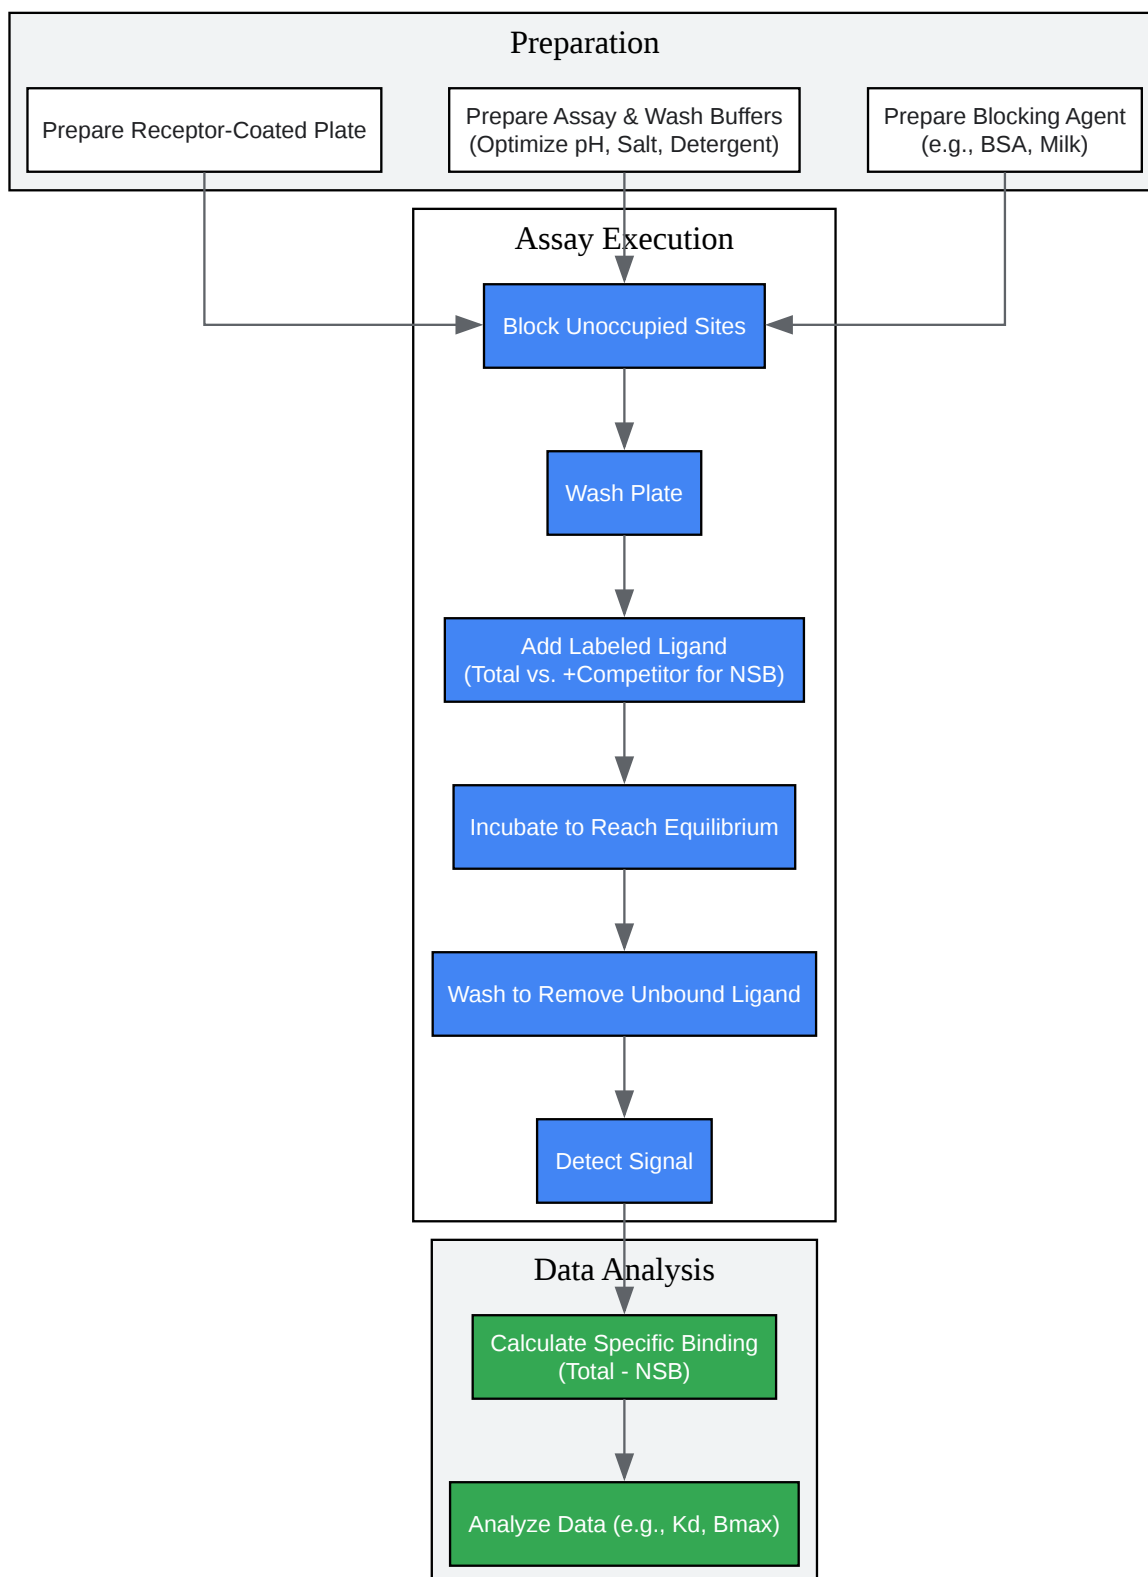 Preparation
Prepare Receptor-Coated Plate
Prepare Assay & Wash Buffers
(Optimize pH, Salt, Detergent)
Prepare Blocking Agent
(e.g., BSA, Milk)
Assay Execution
Block Unoccupied Sites
Wash Plate
Add Labeled Ligand
(Total vs. +Competitor for NSB)
Incubate to Reach Equilibrium
Wash to Remove Unbound Ligand
Detect Signal
Data Analysis
Calculate Specific Binding
(Total - NSB)
Analyze Data (e.g., Kd, Bmax)